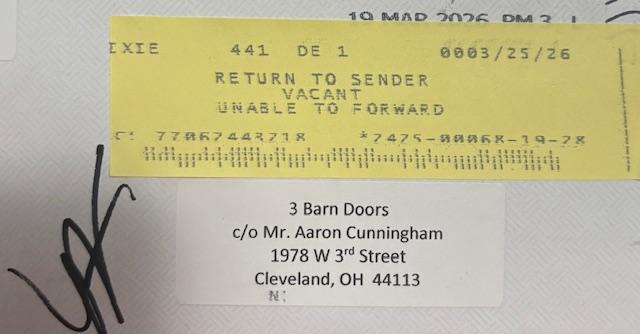 19 MAR 2026 PM 3 L
IXIE 441 DE 1 0003/25/26
RETURN TO SENDER
VACANT
UNABLE TO FORWARD
C: 77067443718 *7475-00068-19-28
3 Barn Doors
c/o Mr. Aaron Cunningham
1978 W 3rd Street
Cleveland, OH 44113
N: